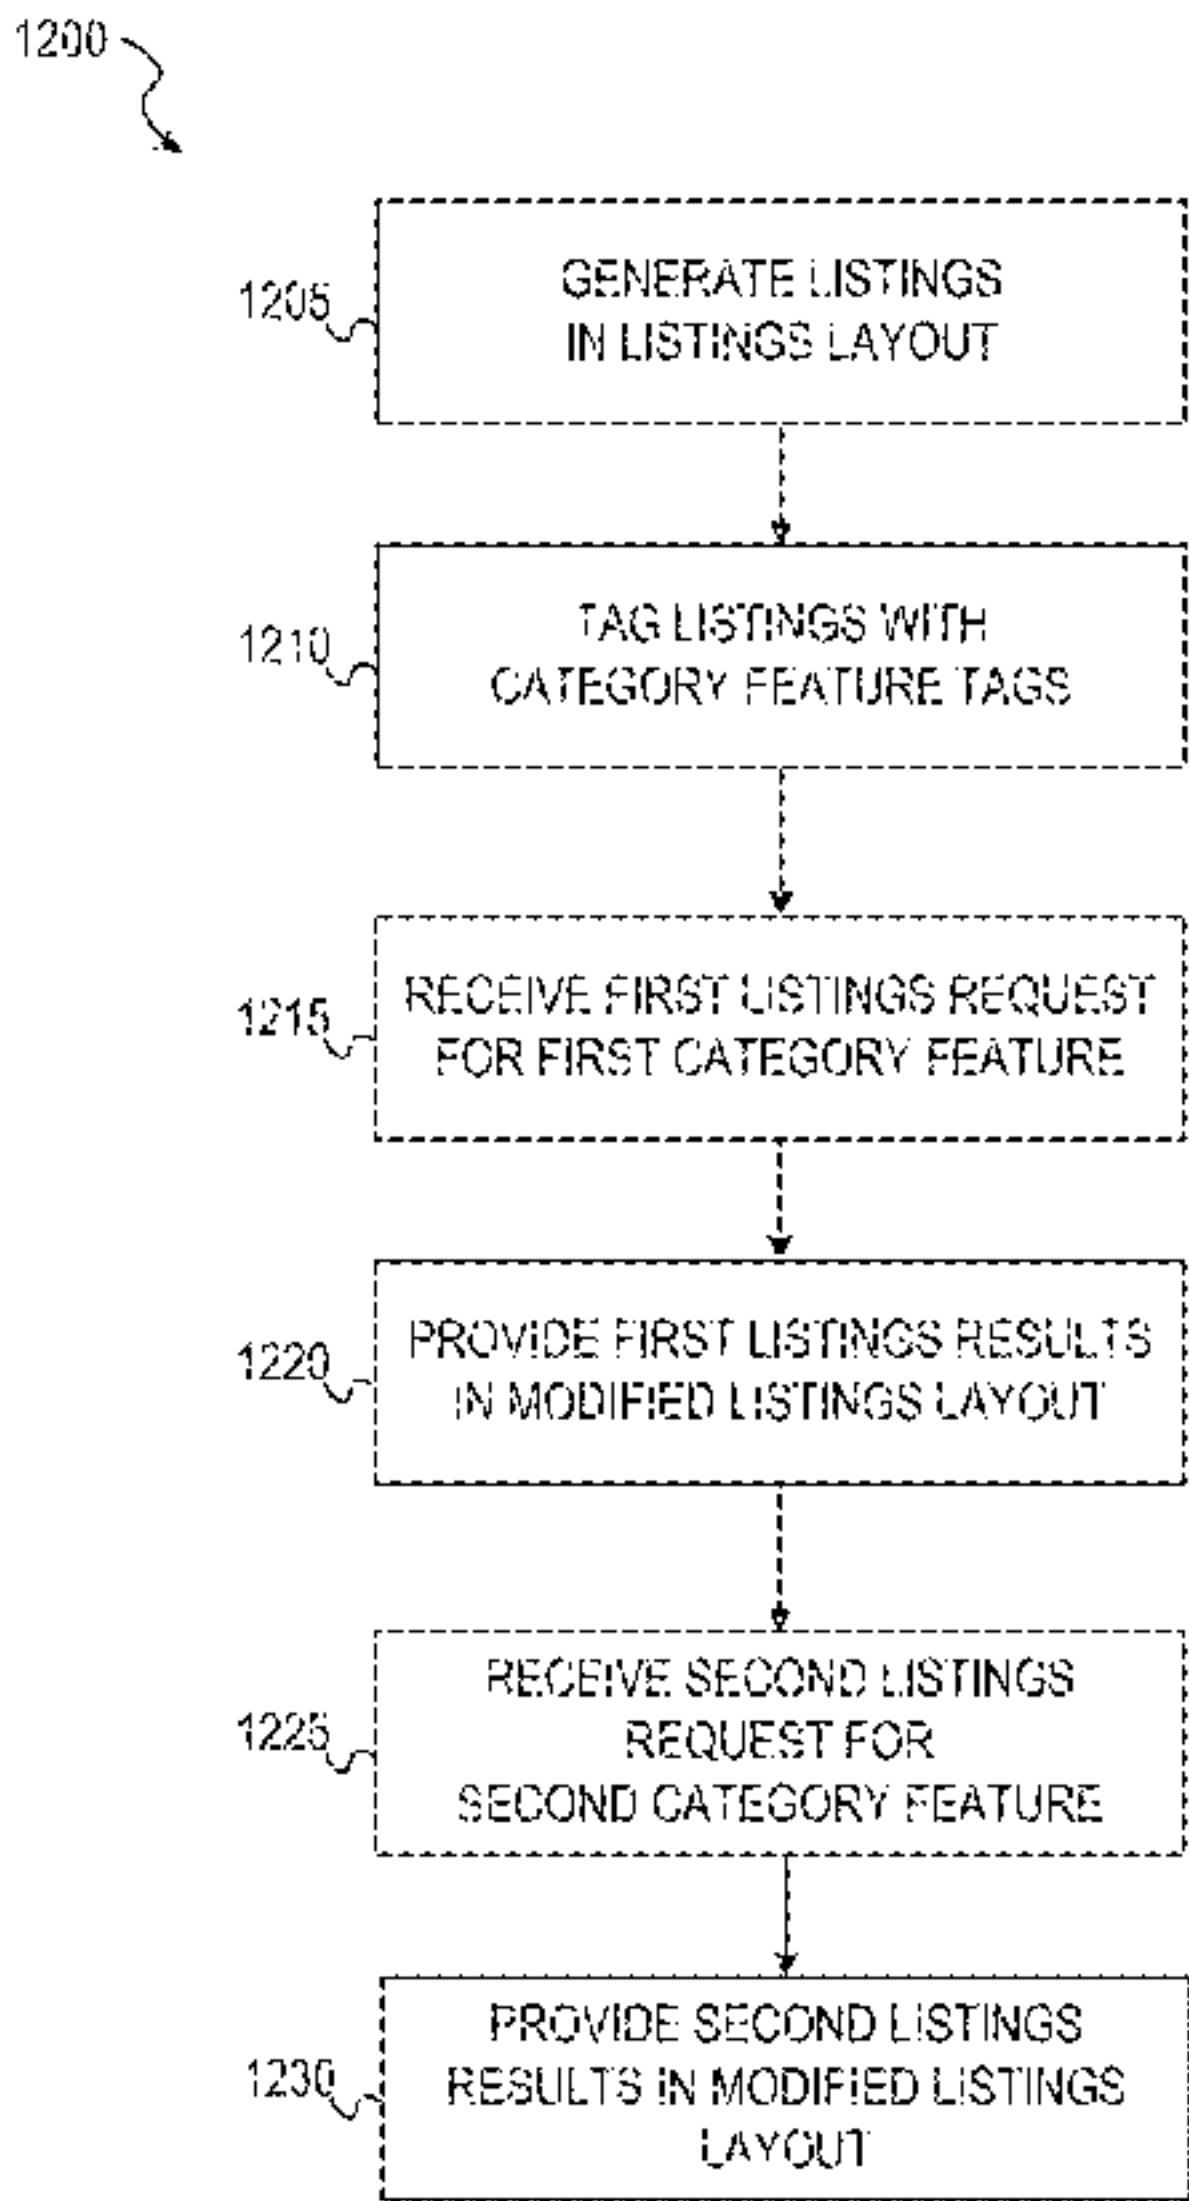 1200
1205
GENERATE LISTINGS
IN LISTINGS LAYOUT
1210
TAG LISTINGS WITH
CATEGORY FEATURE TAGS
1215
RECEIVE FIRST LISTINGS REQUEST
FOR FIRST CATEGORY FEATURE
1220
PROVIDE FIRST LISTINGS RESULTS
IN MODIFIED LISTINGS LAYOUT
1225
RECEIVE SECOND LISTINGS
REQUEST FOR
SECOND CATEGORY FEATURE
1230
PROVIDE SECOND LISTINGS
RESULTS IN MODIFIED LISTINGS
LAYOUT